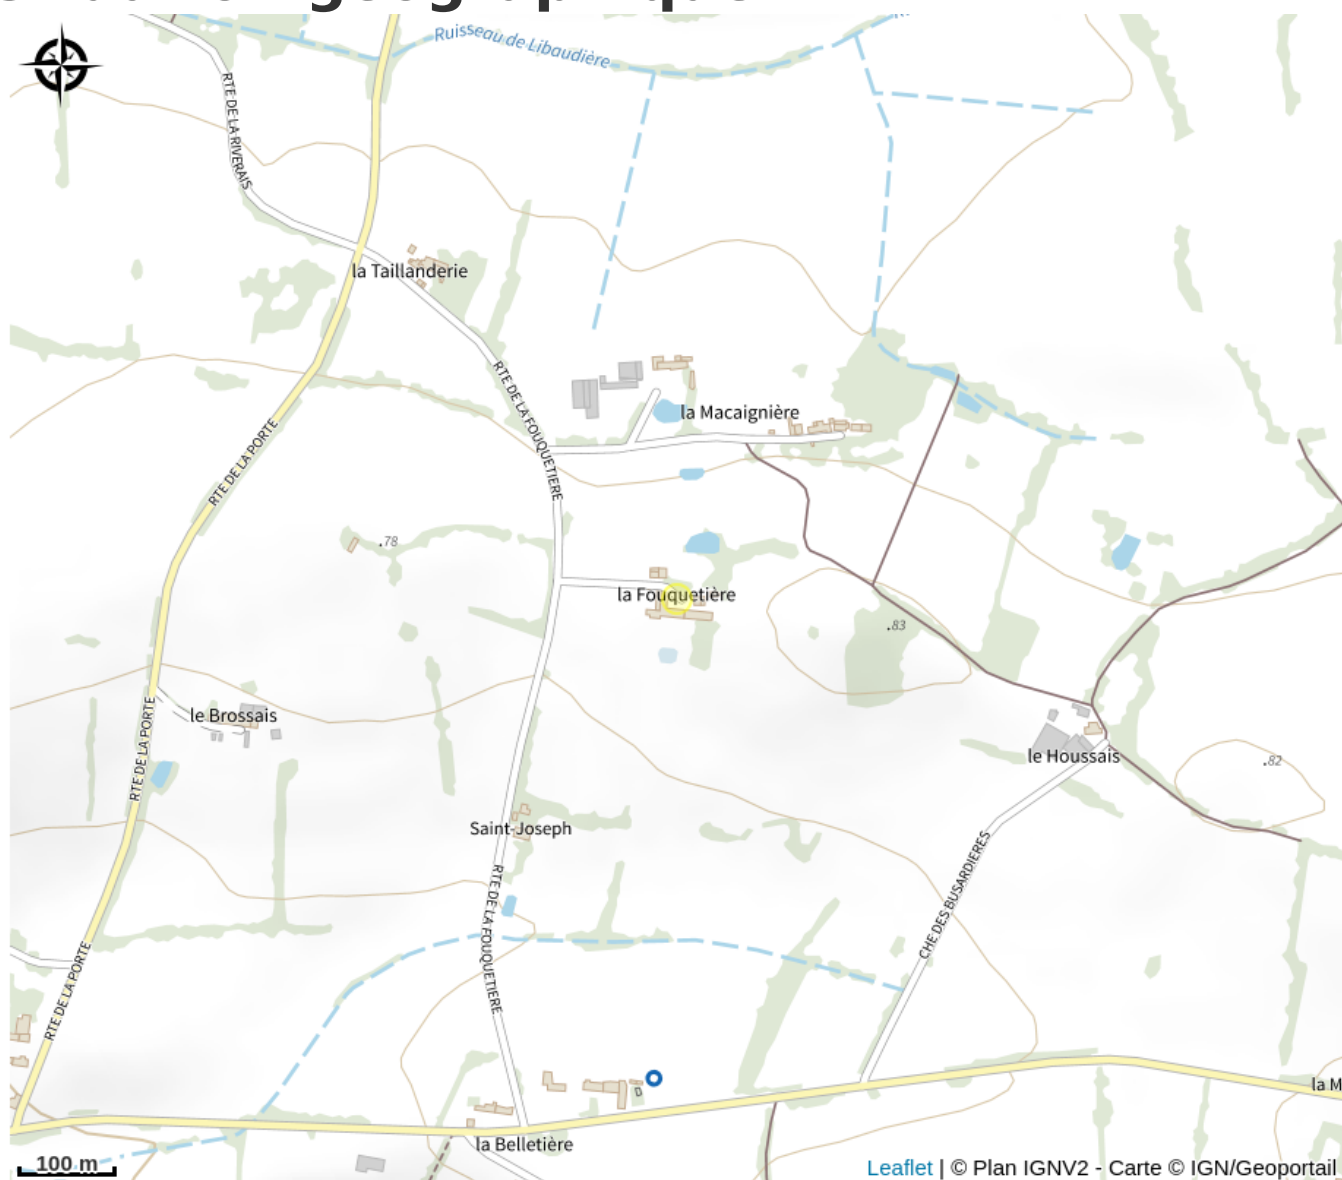 Ruisseau de Libaudière
RTE DE LA RIVERAIS
la Taillanderie
RTE DE LA FOUQUETIERE
la Macaignière
RTE DE LA PORTE
.78
la Fouquetière
.83
RTE DE LA PORTE
le Brossais
le Houssais
.82
Saint-Joseph
CHE DES BUSARDIERES
RTE DE LA FOUQUETIERE
RTE DE LA PORTE
la M
la Belletière
100 m
Leaflet | © Plan IGNV2 - Carte © IGN/Geoportail